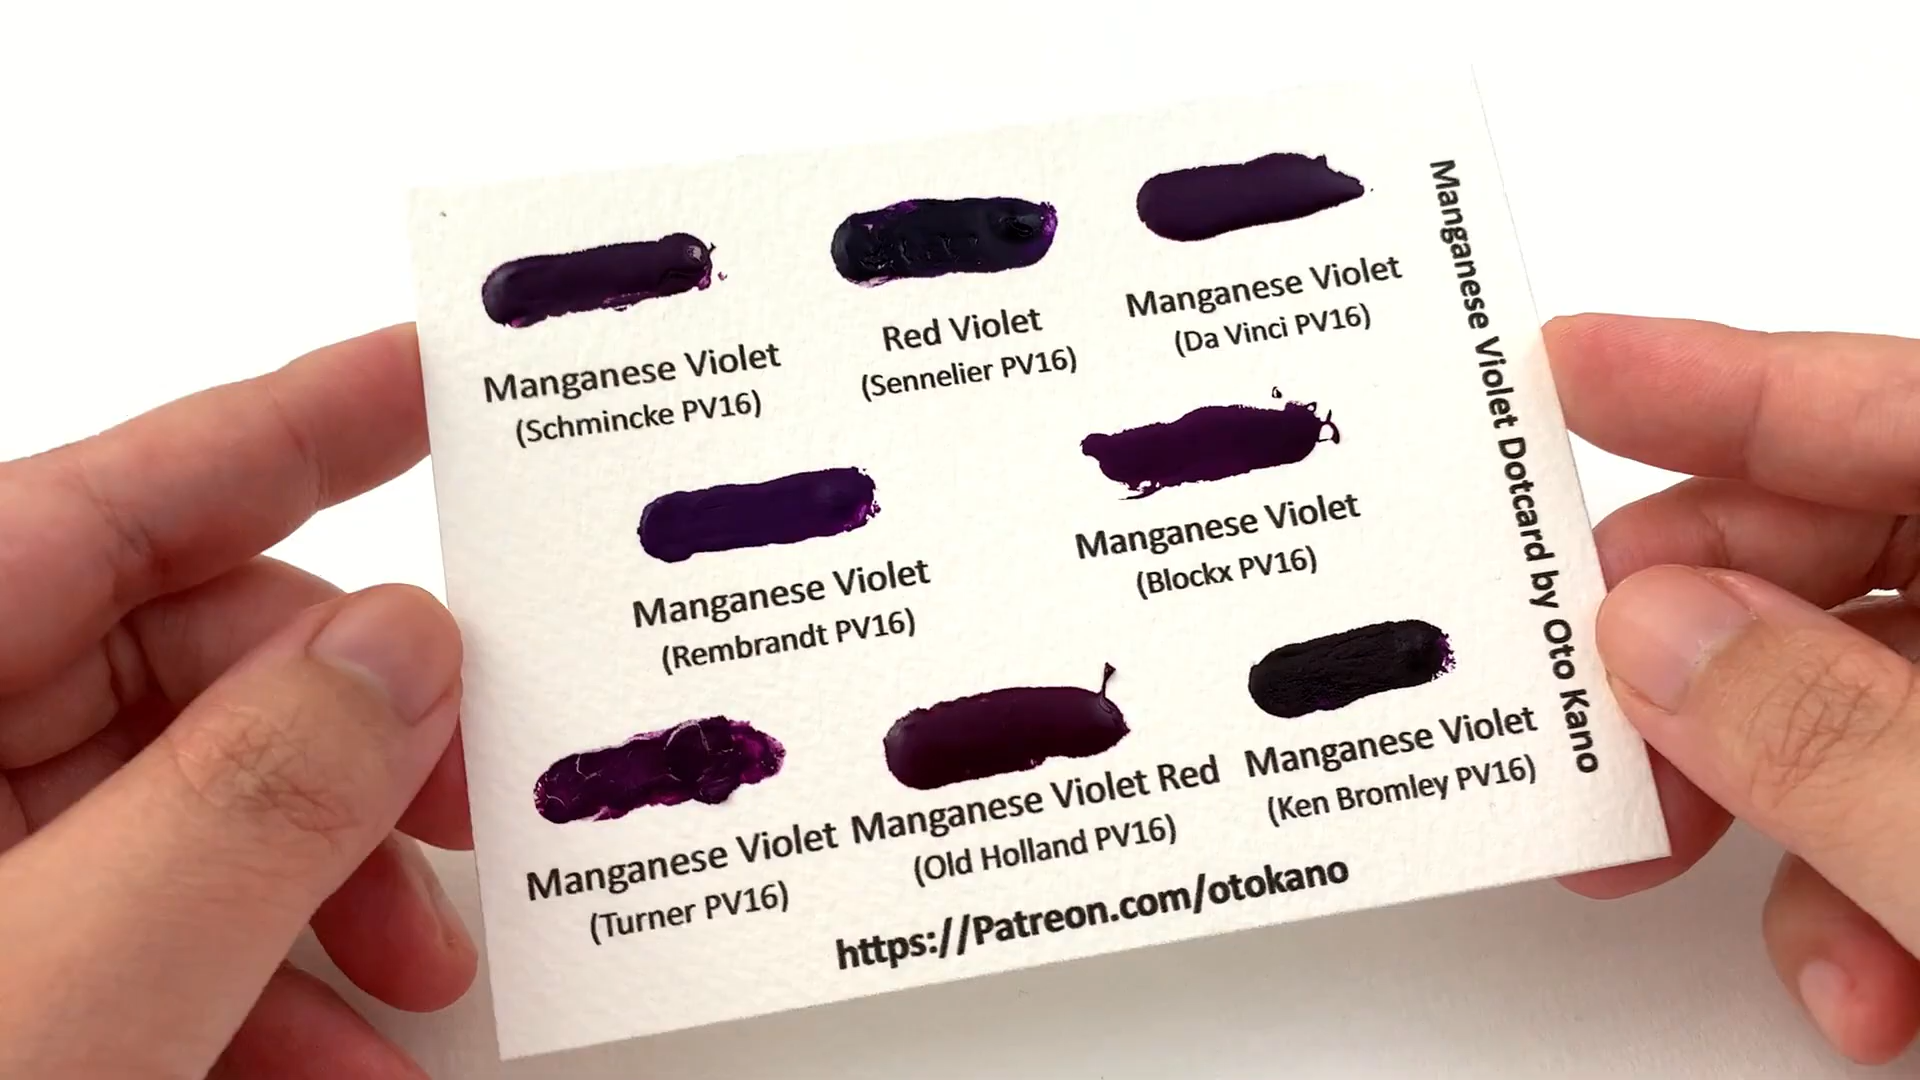 Manganese Violet
(Schmincke PV16)
Red Violet
(Sennelier PV16)
Manganese Violet
(Da Vinci PV16)
Manganese Violet
(Rembrandt PV16)
Manganese Violet
(Blockx PV16)
Manganese Violet
(Turner PV16)
Manganese Violet Red
(Old Holland PV16)
Manganese Violet
(Ken Bromley PV16)
https://Patreon.com/otokano
Manganese Violet Dotcard by Oto Kano